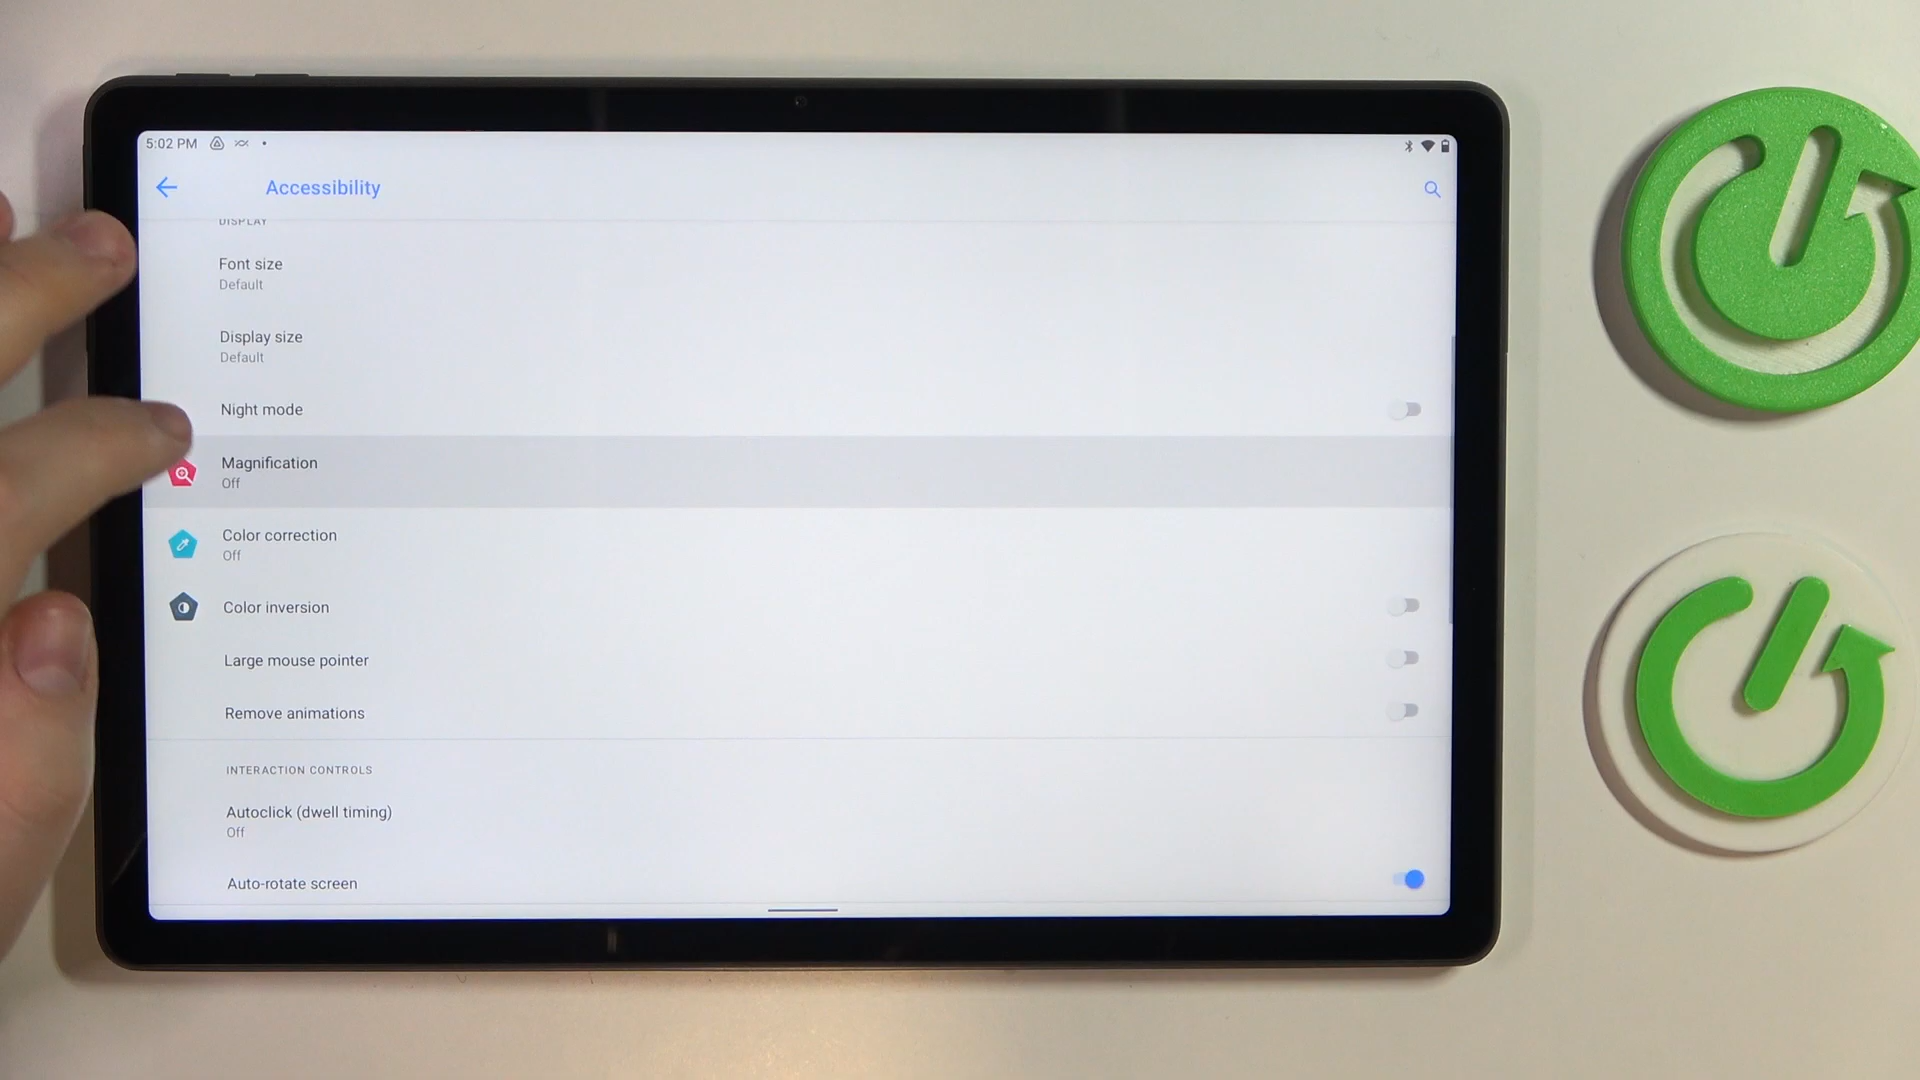 5:02 PM
Accessibility
DISPLAY
Font size
Default
Display size
Default
Night mode
Magnification
Off
Color correction
Off
Color inversion
Large mouse pointer
Remove animations
INTERACTION CONTROLS
Autoclick (dwell timing)
Off
Auto-rotate screen